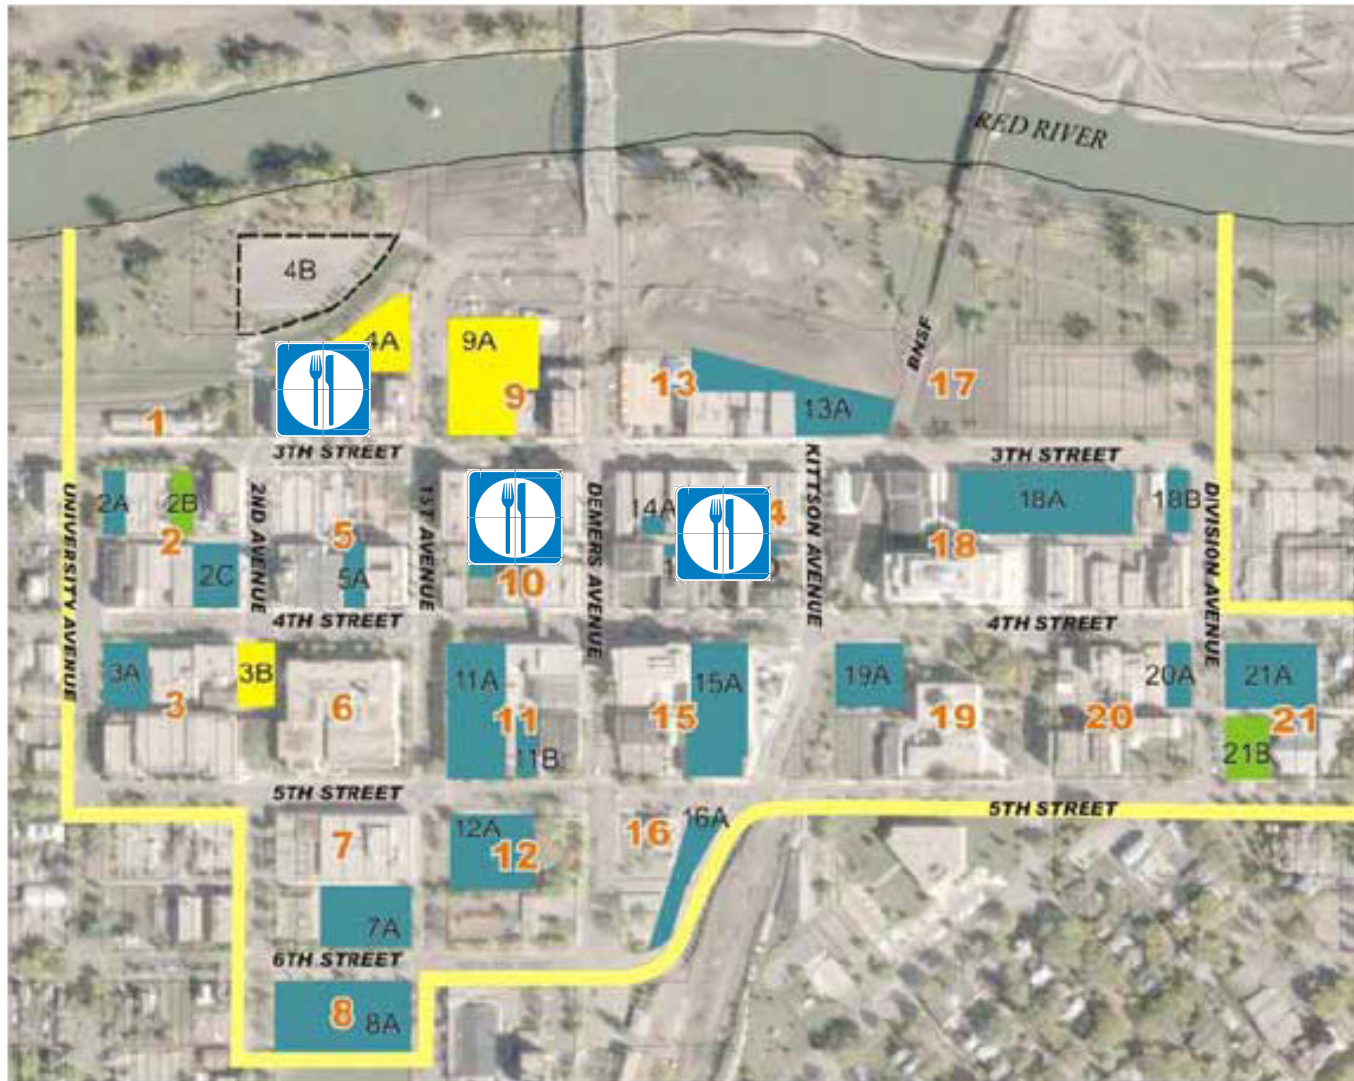 RED RIVER
4B
4A
9A
9
13
13A
BNSF
17
1
3TH STREET
3TH STREET
2A
2B
2
2C
UNIVERSITY AVENUE
2ND AVENUE
5
5A
1ST AVENUE
10
DEMERS AVENUE
14A
4
KITTSON AVENUE
18A
18B
18
DIVISION AVENUE
4TH STREET
4TH STREET
3A
3B
3
6
11A
11
11B
15
15A
19A
19
20A
20
21A
21
21B
5TH STREET
5TH STREET
7
12A
12
16
16A
7A
6TH STREET
8
8A